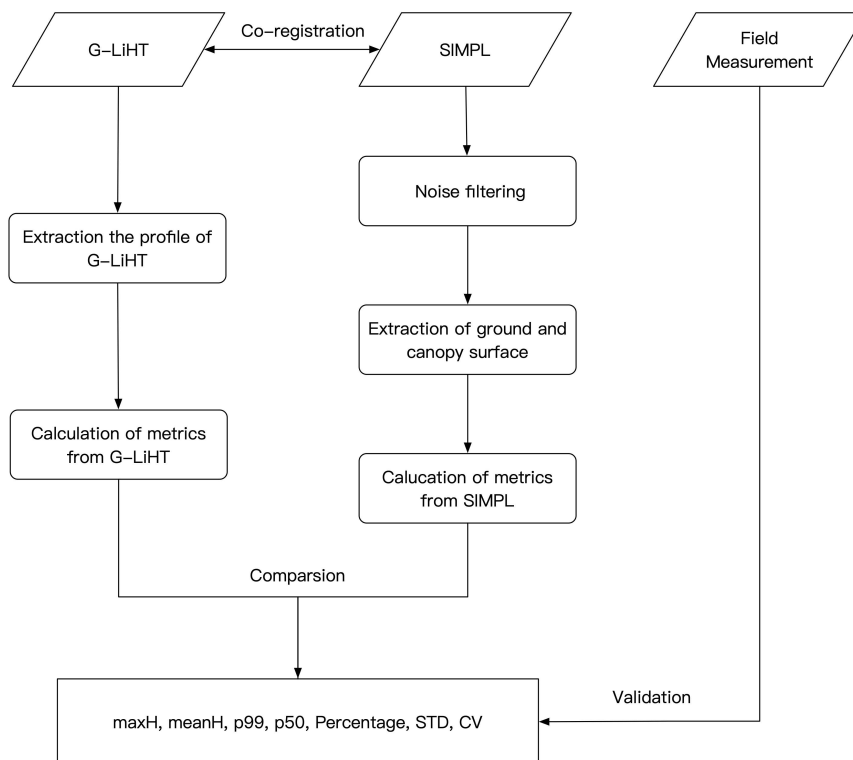 Co-registration
G-LiHT
SIMPL
Field
Measurement
Noise filtering
Extraction the profile of
G-LiHT
Extraction of ground and
canopy surface
Calculation of metrics
from G-LiHT
Calucation of metrics
from SIMPL
Comparsion
Validation
maxH, meanH, p99, p50, Percentage, STD, CV